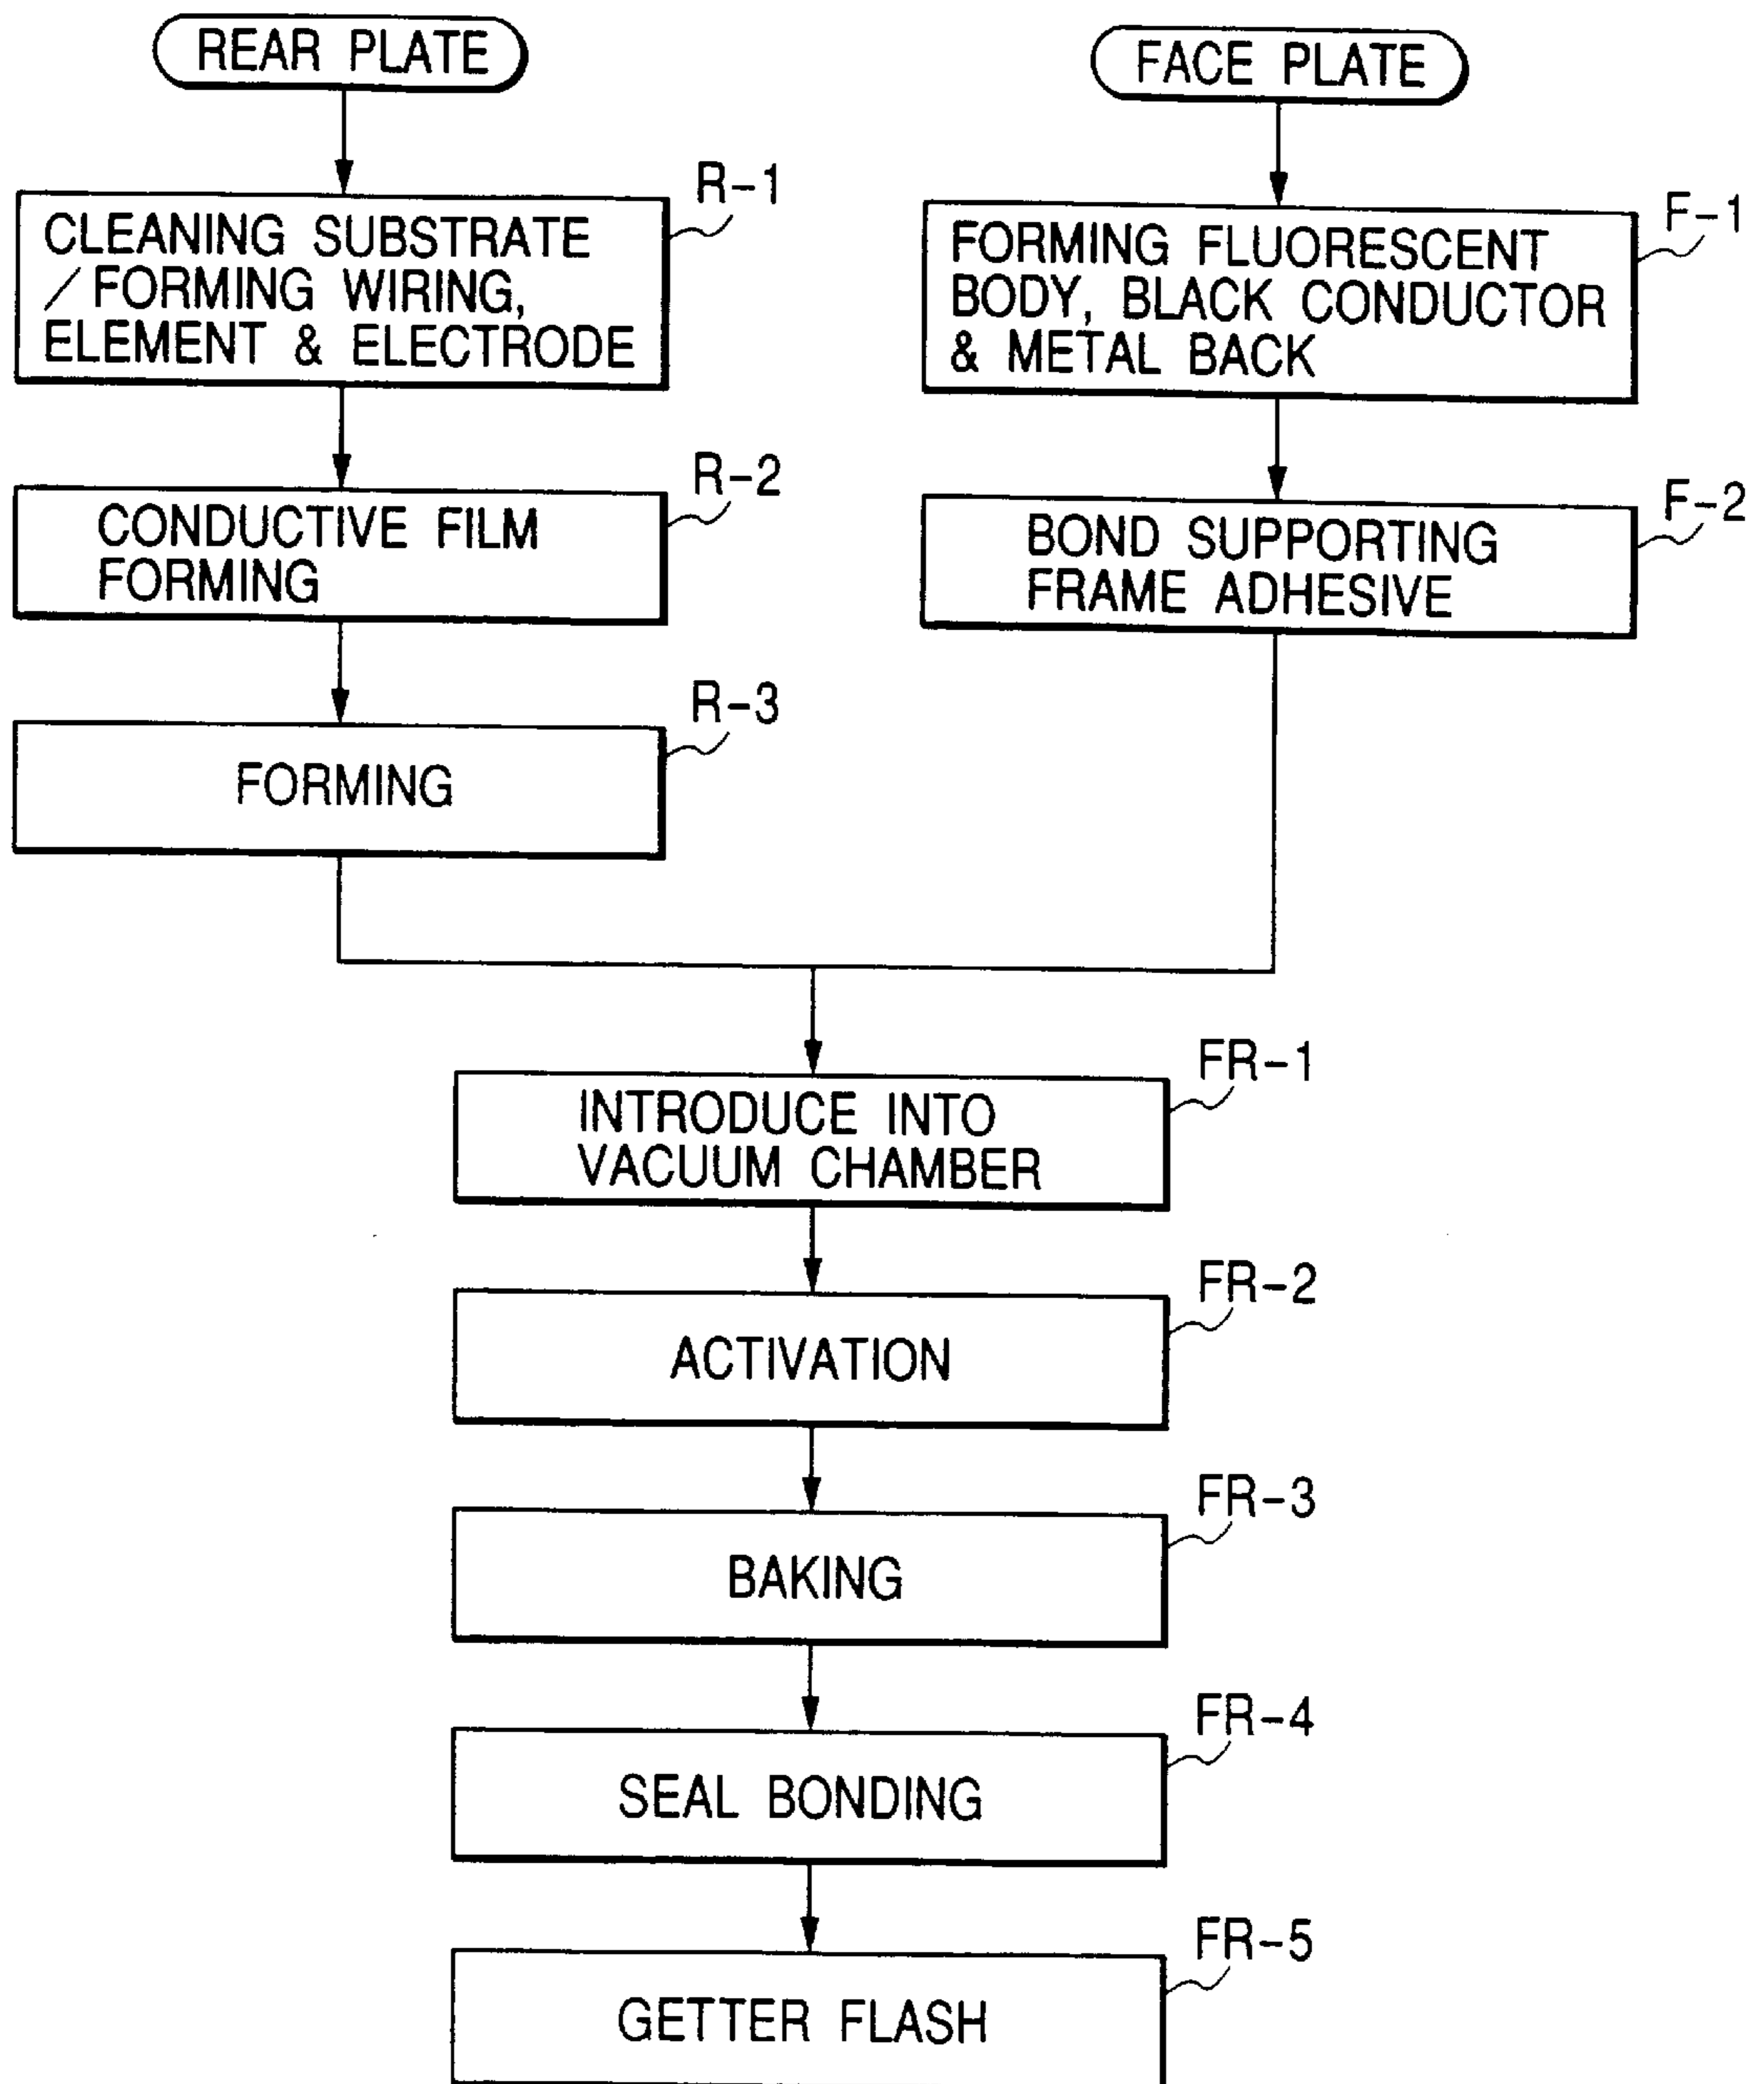 REAR PLATE
R-1
CLEANING SUBSTRATE
/FORMING WIRING,
ELEMENT & ELECTRODE
R-2
CONDUCTIVE FILM
FORMING
R-3
FORMING
FACE PLATE
F-1
FORMING FLUORESCENT
BODY, BLACK CONDUCTOR
& METAL BACK
F-2
BOND SUPPORTING
FRAME ADHESIVE
FR-1
INTRODUCE INTO
VACUUM CHAMBER
FR-2
ACTIVATION
FR-3
BAKING
FR-4
SEAL BONDING
FR-5
GETTER FLASH